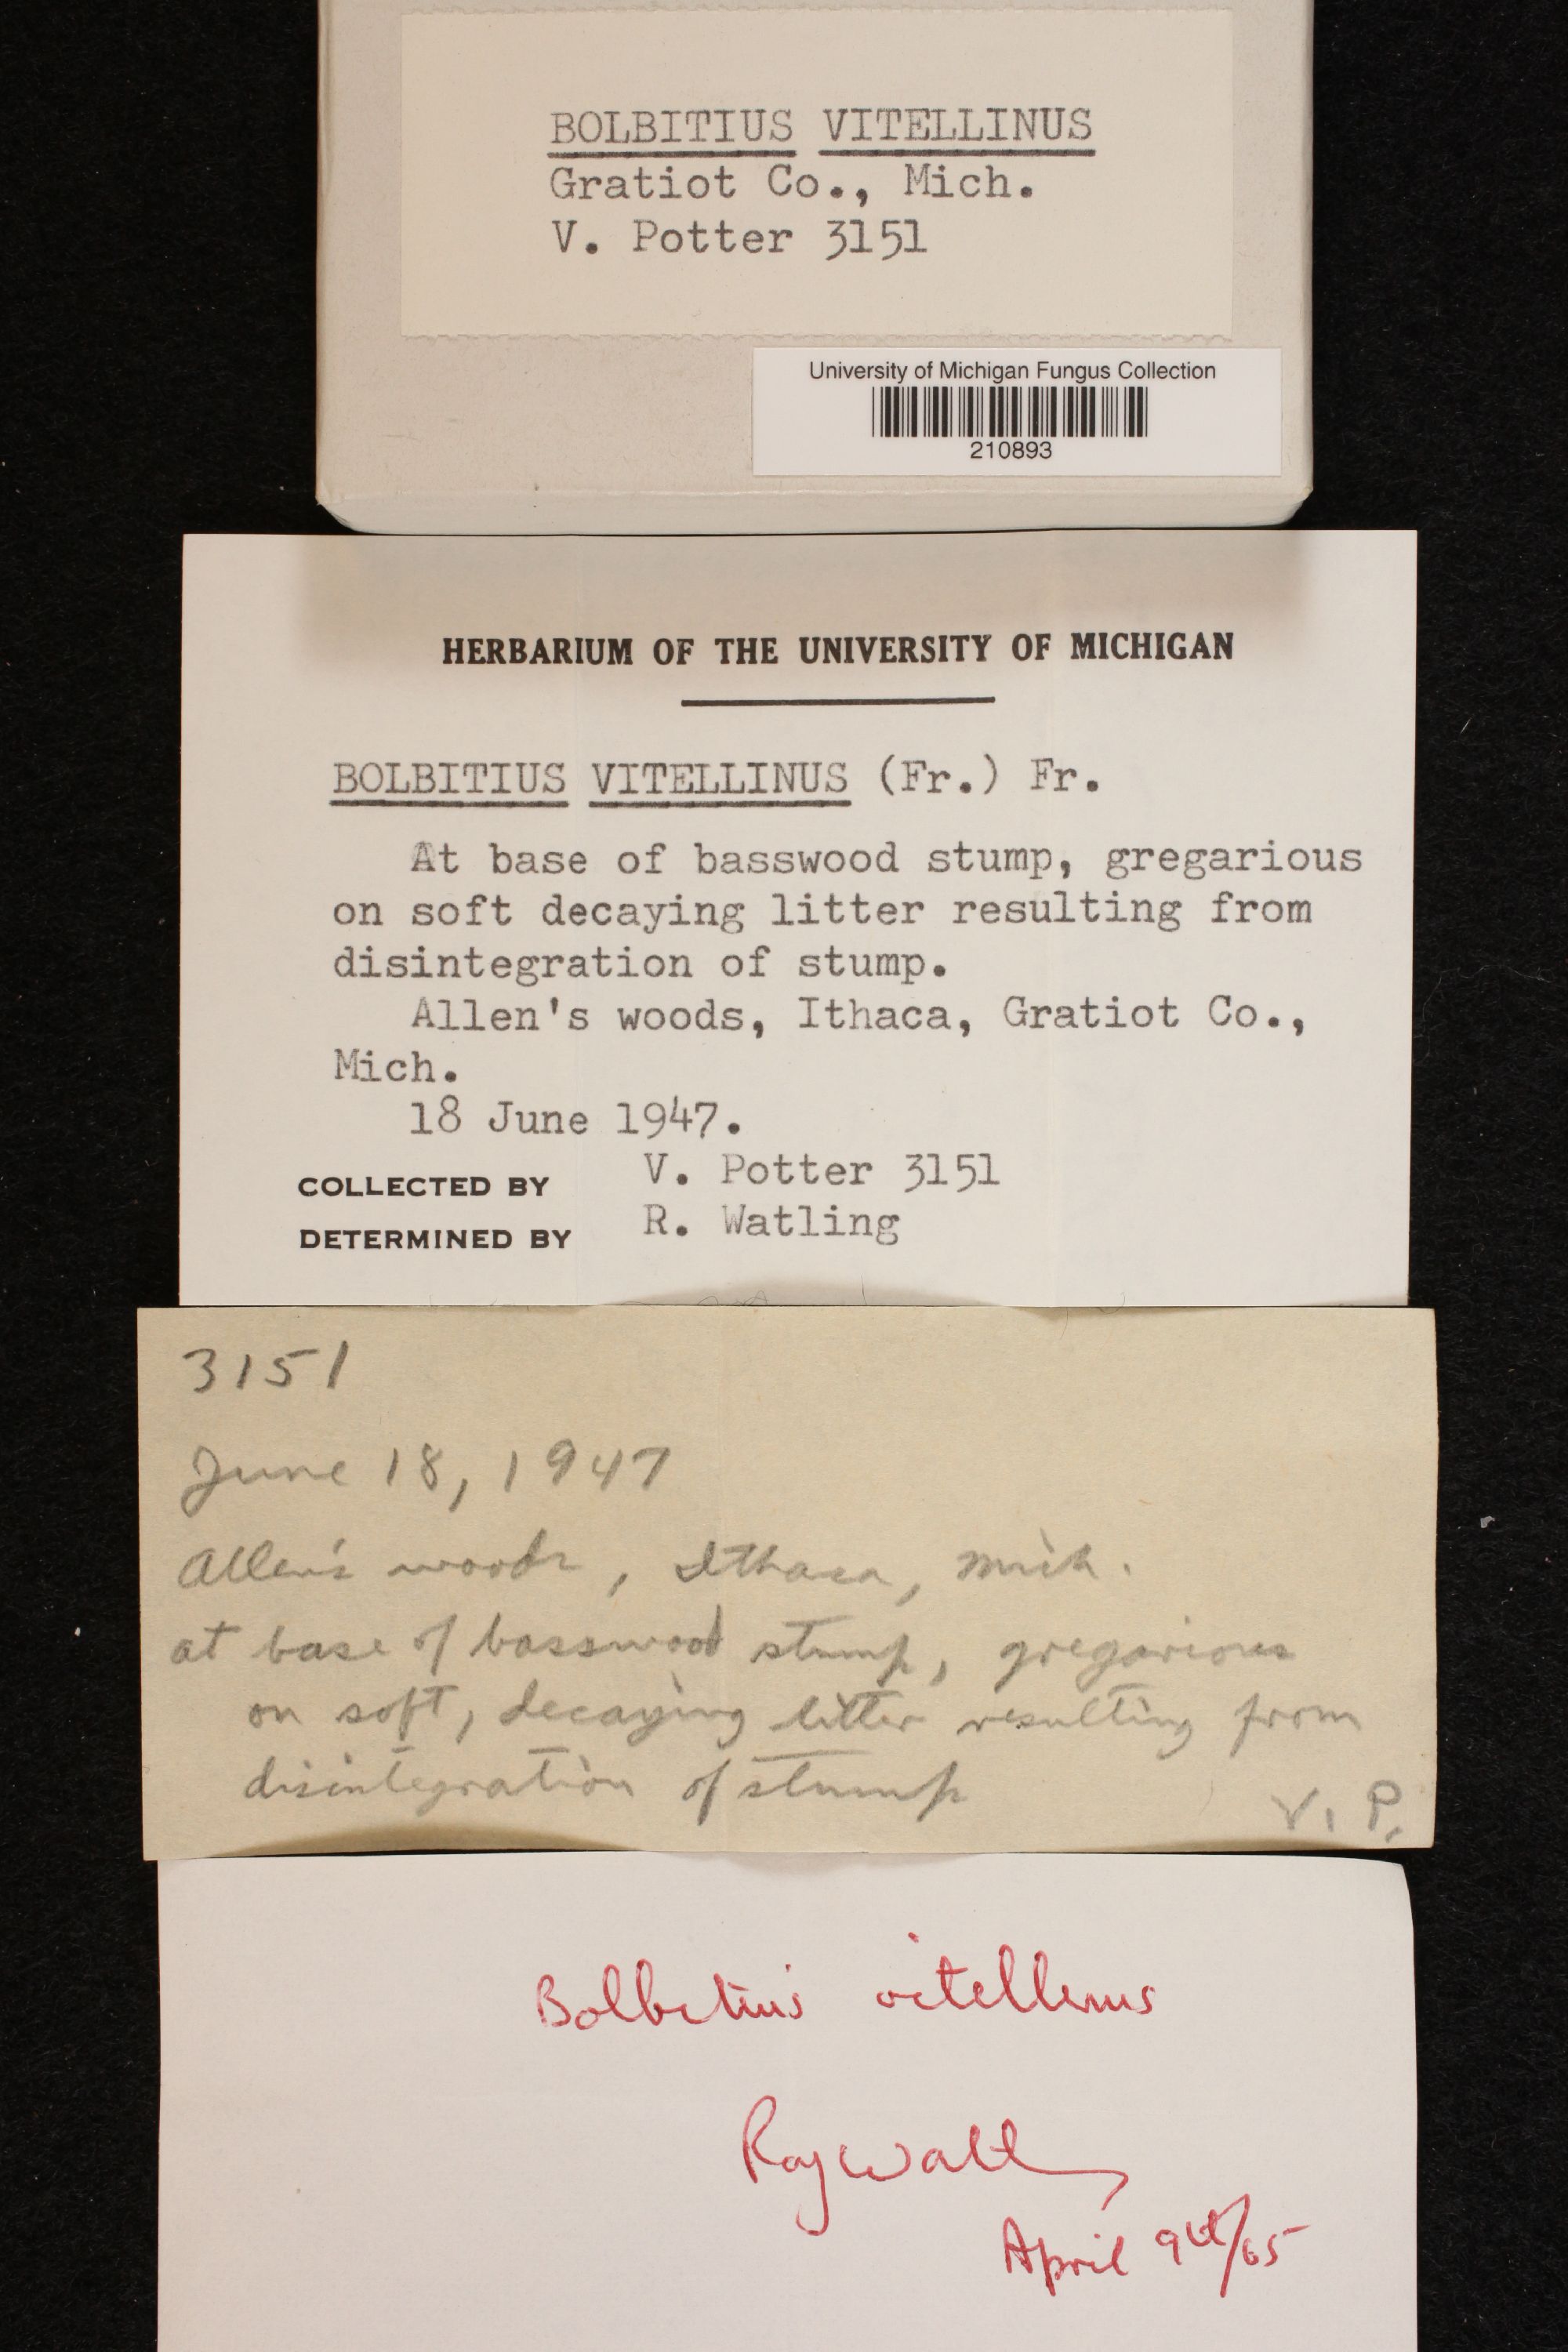 BOLBITIUS VITELLINUS
Gratiot Co., Mich.
V. Potter 3151
University of Michigan Fungus Collection
210893
HERBARIUM OF THE UNIVERSITY OF MICHIGAN
BOLBITIUS VITELLINUS (Fr.) Fr.
At base of basswood stump, gregarious
on soft decaying litter resulting from
disintegration of stump.
Allen's woods, Ithaca, Gratiot Co.,
Mich.
18 June 1947.
COLLECTED BY V. Potter 3151
DETERMINED BY R. Watling
3151
June 18, 1947
Allen's woods, Ithaca, Mich.
at base of basswood stump, gregarious
on soft, decaying litter resulting from
disintegration of stump
V. P.
Bolbitius vitellinus
Roy Watling
April 9th/65